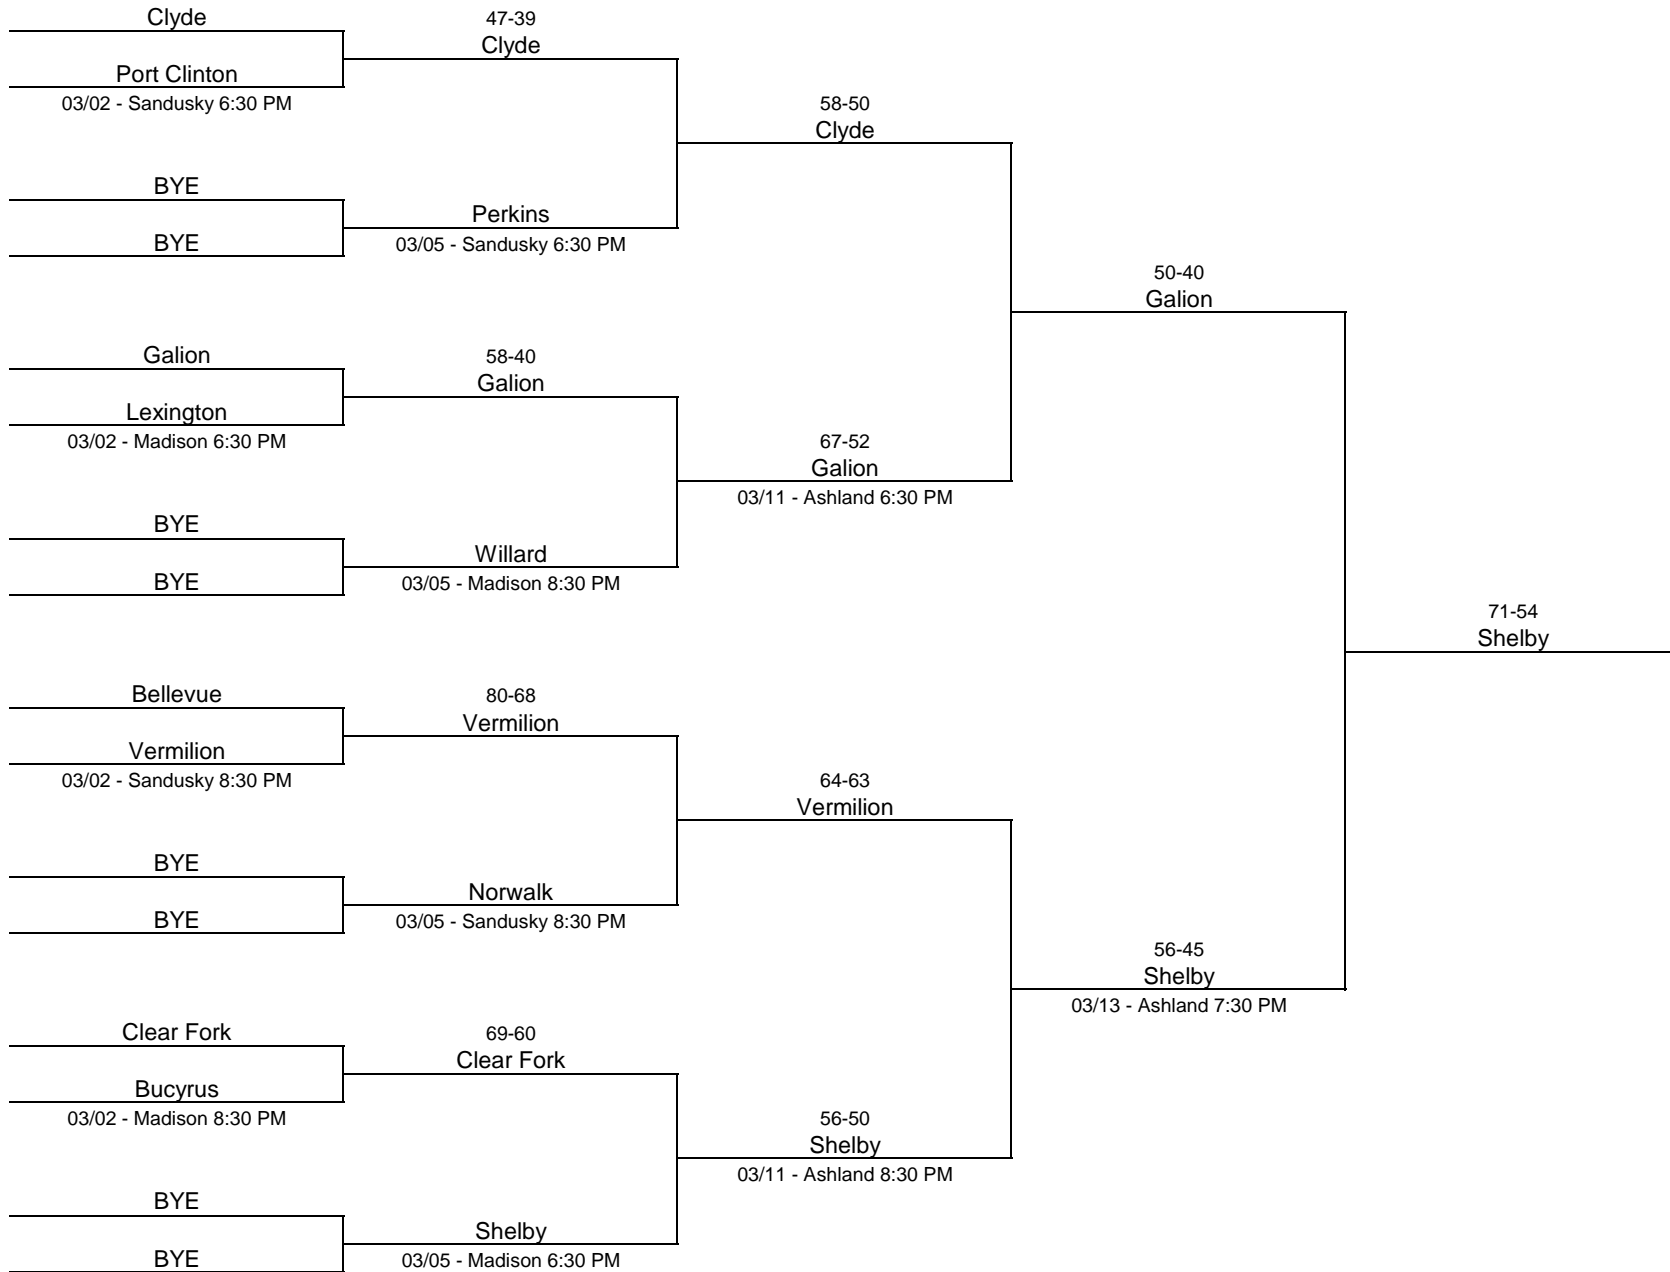 Clyde
Port Clinton
03/02 - Sandusky 6:30 PM
BYE
BYE
Galion
Lexington
03/02 - Madison 6:30 PM
BYE
BYE
Bellevue
Vermilion
03/02 - Sandusky 8:30 PM
BYE
BYE
Clear Fork
Bucyrus
03/02 - Madison 8:30 PM
BYE
BYE
47-39
Clyde
Perkins
03/05 - Sandusky 6:30 PM
58-40
Galion
Willard
03/05 - Madison 8:30 PM
80-68
Vermilion
Norwalk
03/05 - Sandusky 8:30 PM
69-60
Clear Fork
Shelby
03/05 - Madison 6:30 PM
58-50
Clyde
67-52
Galion
03/11 - Ashland 6:30 PM
64-63
Vermilion
56-50
Shelby
03/11 - Ashland 8:30 PM
50-40
Galion
56-45
Shelby
03/13 - Ashland 7:30 PM
71-54
Shelby